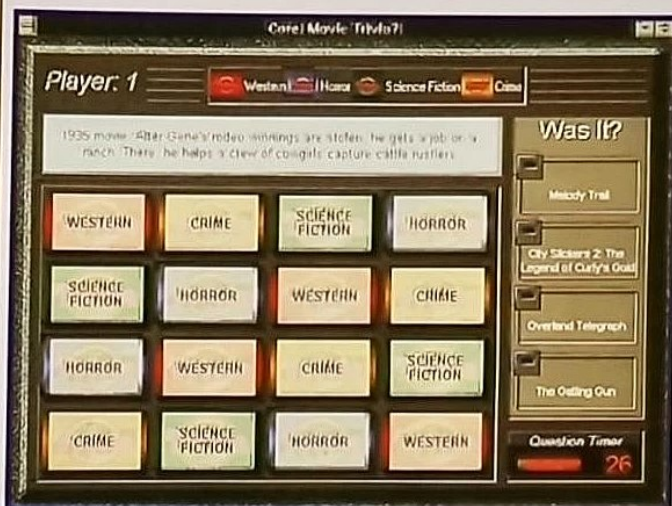 Corel Movie Trivia?!
Player: 1
Western Horror Science Fiction Crime
1935 movie: "After Gene's rodeo winnings are stolen, he gets a job on a
ranch. There, he helps a crew of cowgirls capture cattle rustlers.
Was It?
Melody Trail
City Slickers 2: The
Legend of Curly's Gold
Overland Telegraph
The Gatling Gun
WESTERN CRIME SCIENCE FICTION HORROR
SCIENCE FICTION HORROR WESTERN CRIME
HORROR WESTERN CRIME SCIENCE FICTION
CRIME SCIENCE FICTION HORROR WESTERN
Question Timer
26